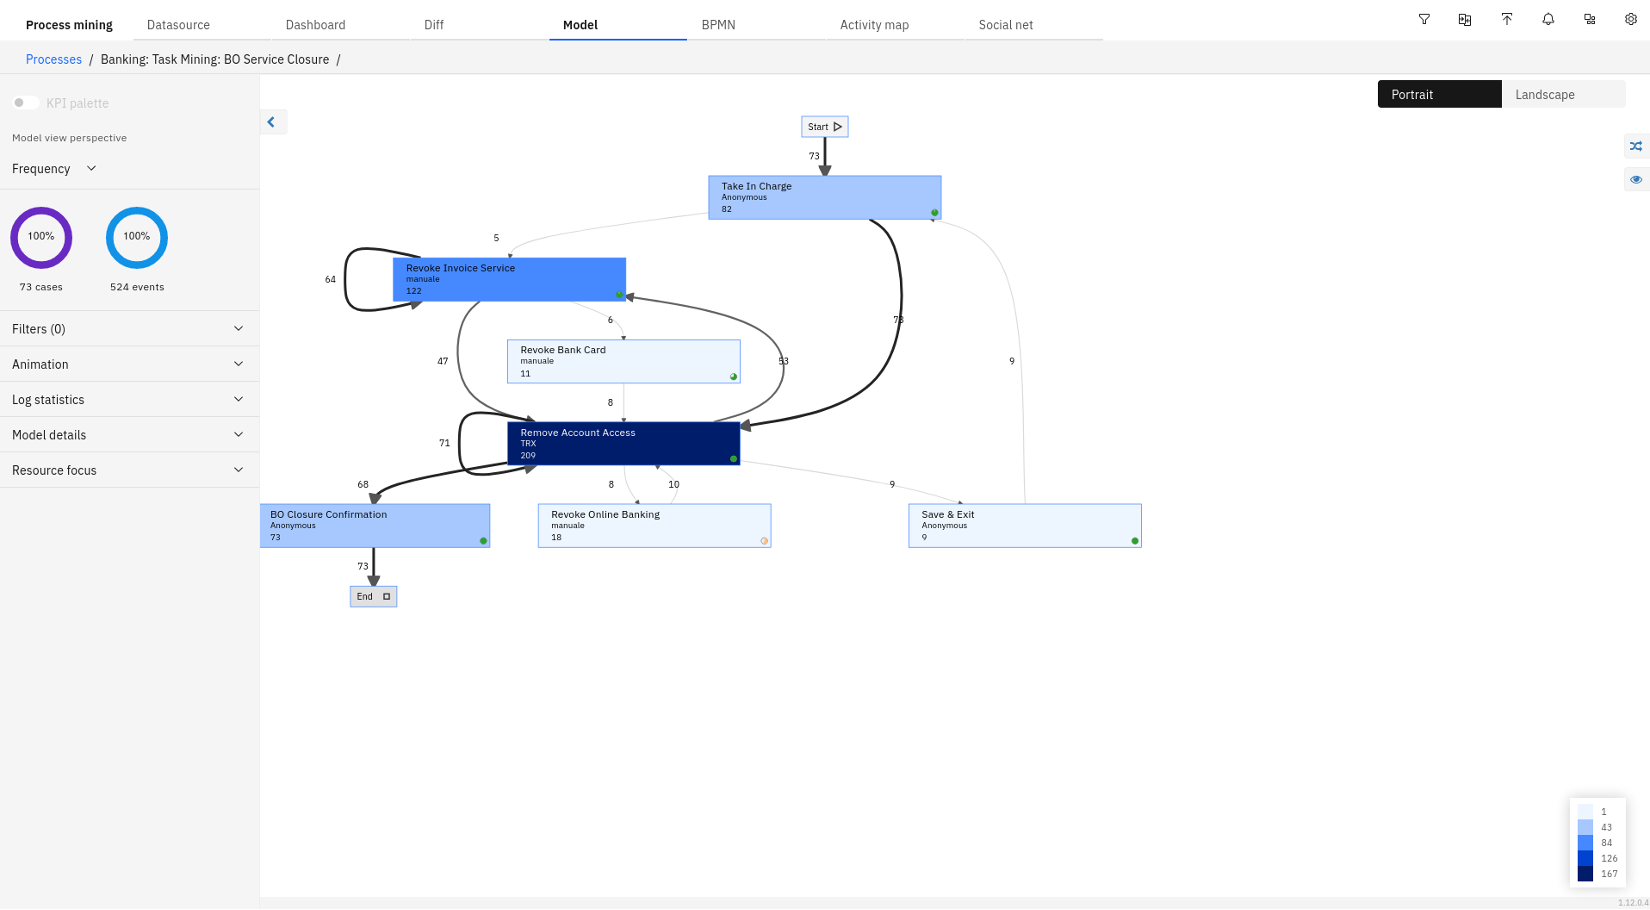 Process mining
Datasource
Dashboard
Diff
Model
BPMN
Activity map
Social net
Processes / Banking: Task Mining: BO Service Closure /
KPI palette
Model view perspective
Frequency
100%
100%
73 cases
524 events
Filters (0)
Animation
Log statistics
Model details
Resource focus
Portrait
Landscape
Start
73
Take In Charge
Anonymous
82
5
Revoke Invoice Service
manuale
122
64
6
73
47
Revoke Bank Card
manuale
11
53
9
8
Remove Account Access
TRX
209
71
68
8
10
9
BO Closure Confirmation
Anonymous
73
Revoke Online Banking
manuale
18
Save & Exit
Anonymous
9
73
End
1
43
84
126
167
1.12.0.4